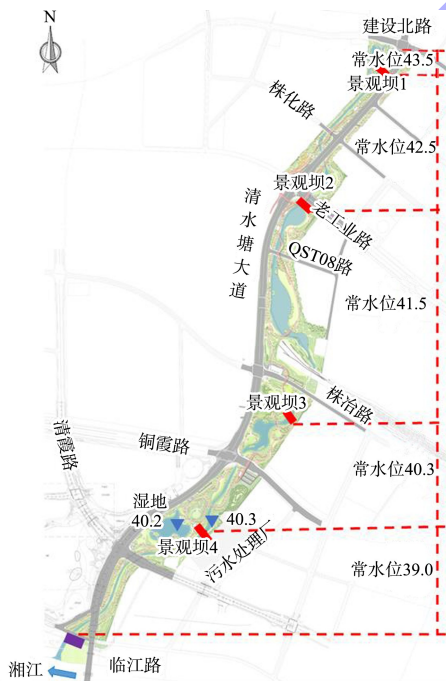 N
建设北路
常水位43.5
景观坝1
株化路
常水位42.5
景观坝2
老工业路
清水塘大道
QST08路
常水位41.5
株冶路
景观坝3
清霞路
铜霞路
常水位40.3
湿地
40.2
40.3
景观坝4
污水处理厂
常水位39.0
湘江
临江路